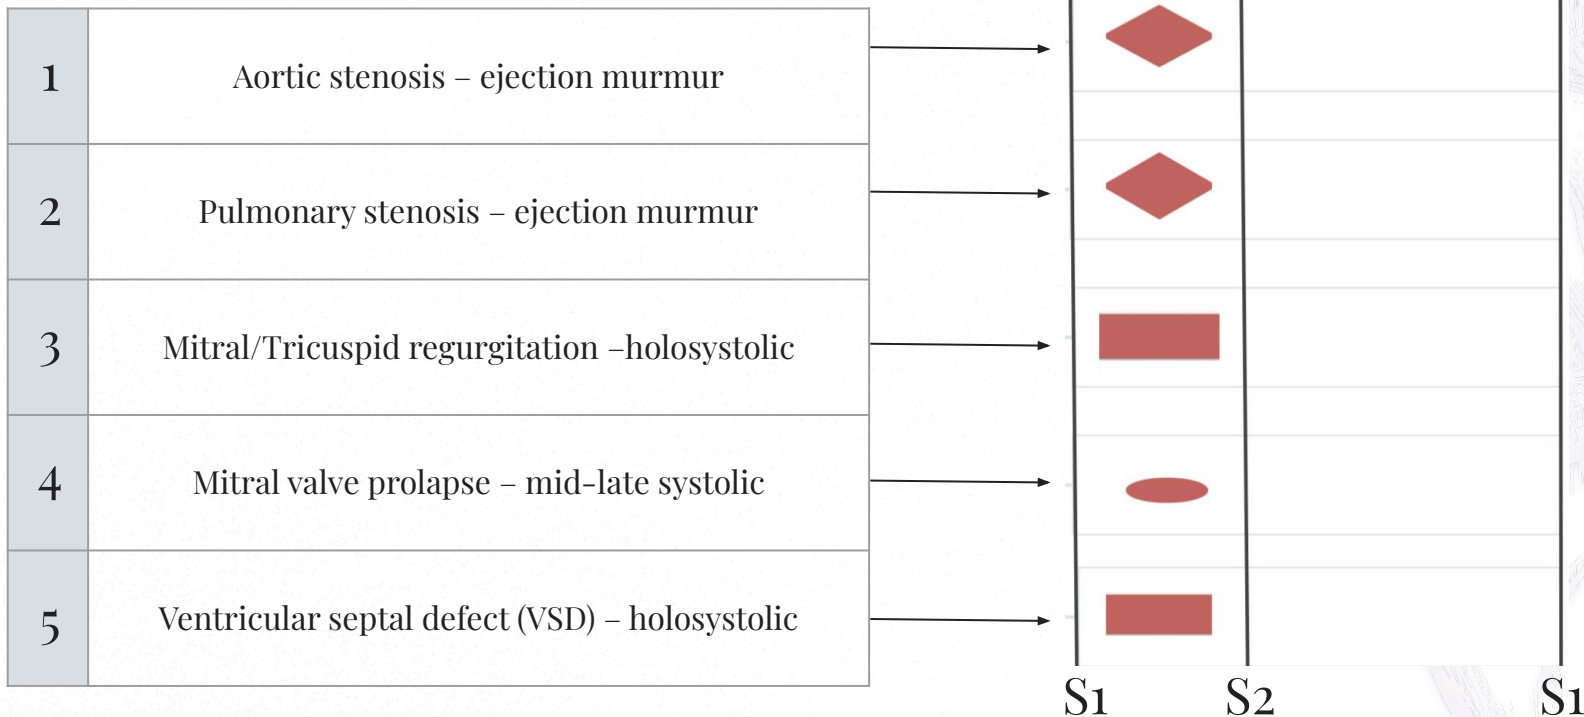 1
Aortic stenosis – ejection murmur
2
Pulmonary stenosis – ejection murmur
3
Mitral/Tricuspid regurgitation –holosystolic
4
Mitral valve prolapse – mid-late systolic
5
Ventricular septal defect (VSD) – holosystolic
S1 S2 S1